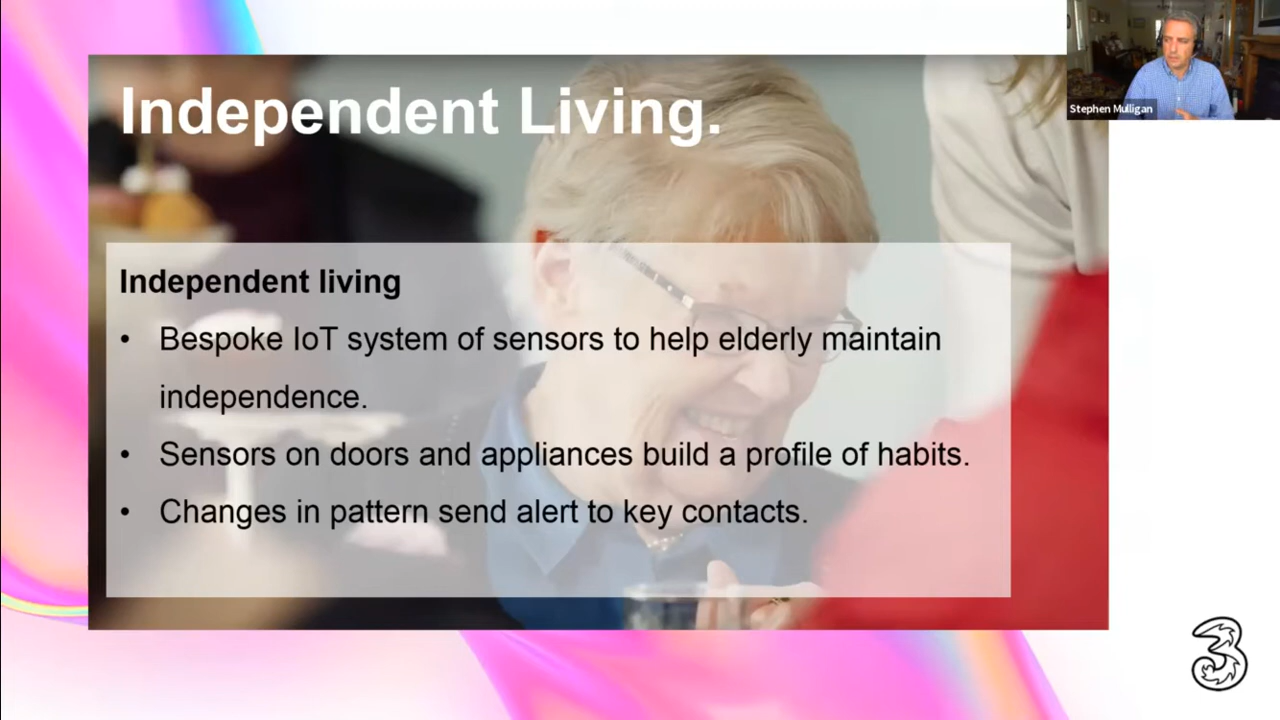 Stephen Mulligan
Independent Living.
Independent living
• Bespoke IoT system of sensors to help elderly maintain
independence.
• Sensors on doors and appliances build a profile of habits.
• Changes in pattern send alert to key contacts.
3